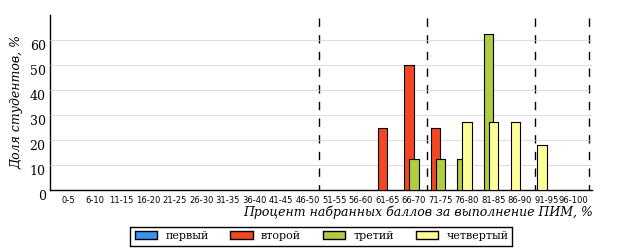 Доля студентов, %
60
50
40
30
20
10
0
0-5 6-10 11-15 16-20 21-25 26-30 31-35 36-40 41-45 46-50 51-55 56-60 61-65 66-70 71-75 76-80 81-85 86-90 91-95 96-100
Процент набранных баллов за выполнение ПИМ, %
первый второй третий четвертый